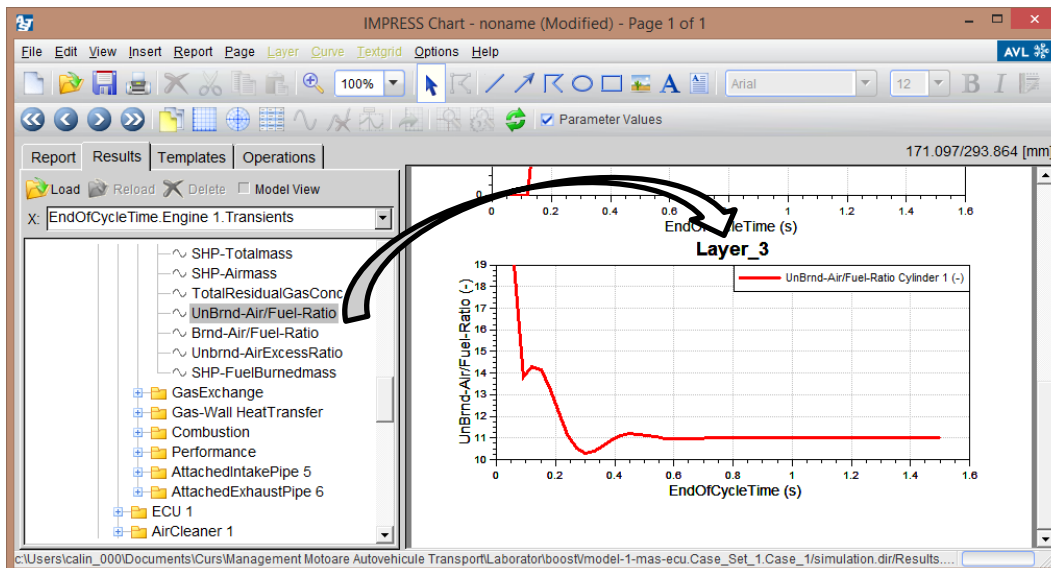 IMPRESS Chart - noname (Modified) - Page 1 of 1
File Edit View Insert Report Page Layer Curve Textgrid Options Help
AVL
100% A Arial 12 B I
Parameter Values
Report Results Templates Operations
171.097/293.864 [mm]
Load Reload Delete Model View
X: EndOfCycleTime.Engine 1.Transients
SHP-Totalmass
SHP-Airmass
TotalResidualGasConc
UnBrnd-Air/Fuel-Ratio
Brnd-Air/Fuel-Ratio
Unbrnd-AirExcessRatio
SHP-FuelBurnedmass
GasExchange
Gas-Wall HeatTransfer
Combustion
Performance
AttachedIntakePipe 5
AttachedExhaustPipe 6
ECU 1
AirCleaner 1
0
0 0.2 0.4 0.6 0.8 1 1.2 1.4 1.6
EndOfCycleTime (s)
Layer_3
UnBrnd-Air/Fuel-Ratio Cylinder 1 (-)
UnBrnd-Air/Fuel-Ratio (-)
19
18
17
16
15
14
13
12
11
10
0 0.2 0.4 0.6 0.8 1 1.2 1.4 1.6
EndOfCycleTime (s)
c:\Users\calin_000\Documents\Curs\Management Motoare Autovehicule Transport\Laborator\boost\/model-1-mas-ecu.Case_Set_1.Case_1/simulation.dir/Results....